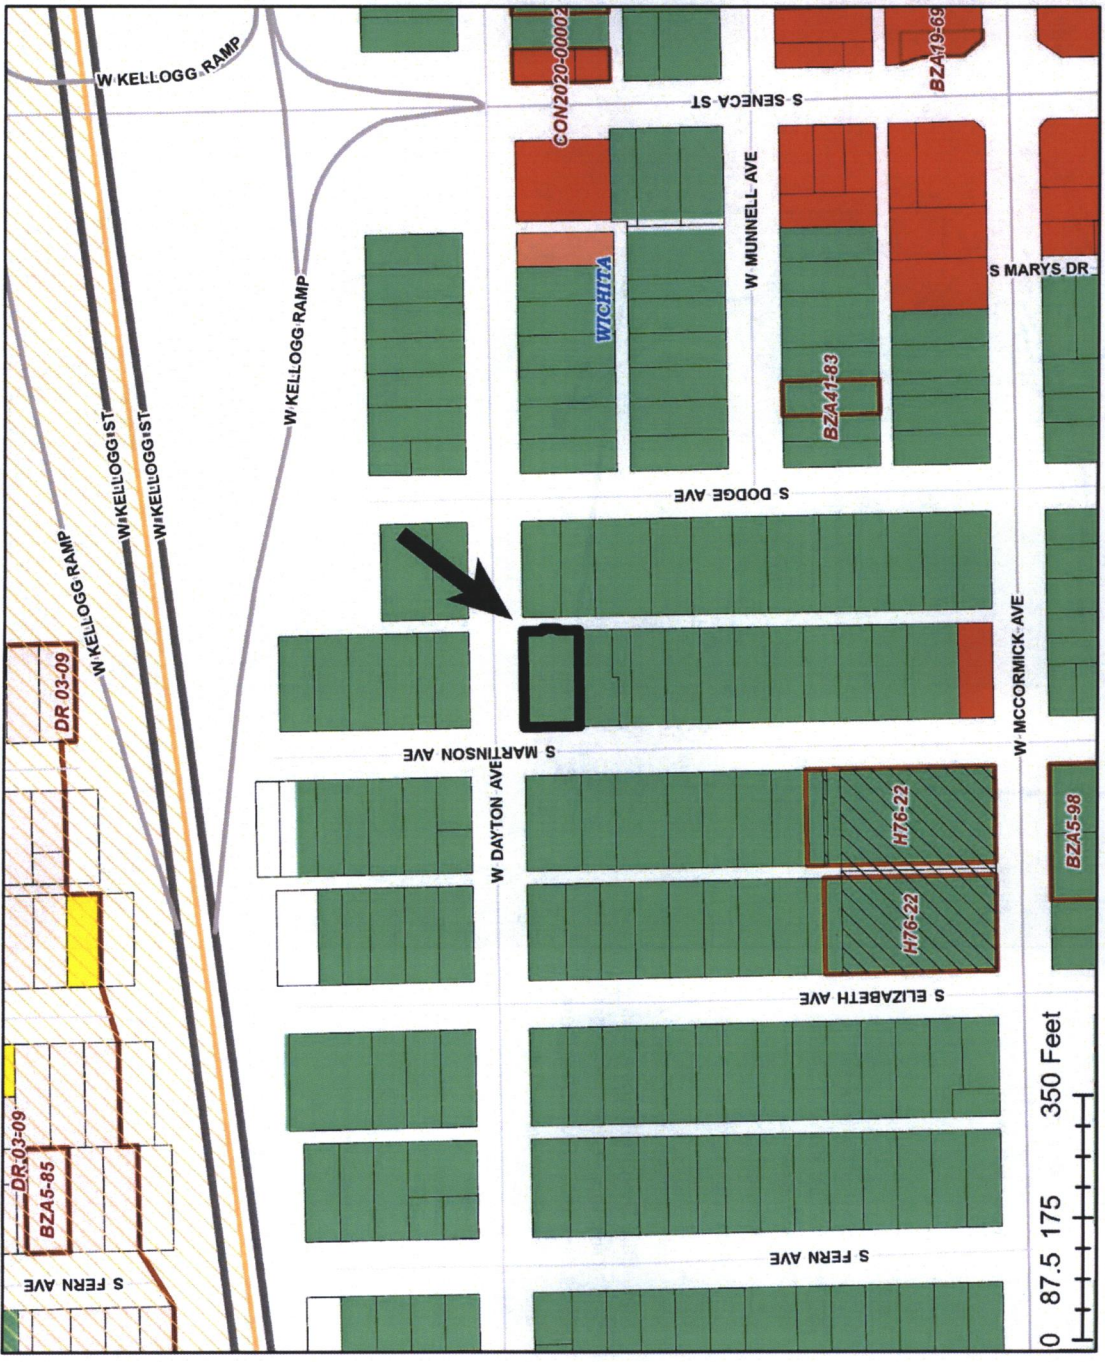 W KELLOGG RAMP
CON2020-00002
BZA19-69
S SENECA ST
W MUNNELL AVE
S MARYS DR
WICHITA
W KELLOGG RAMP
W KELLOGG ST
W KELLOGG ST
BZA41-83
S DODGE AVE
W KELLOGG RAMP
DR 03-09
W MCCORMICK AVE
S MARTINSON AVE
W DAYTON AVE
H76-22
BZA5-98
H76-22
S ELIZABETH AVE
DR 03-09
BZA5-85
S FERN AVE
S FERN AVE
0 87.5 175 350 Feet